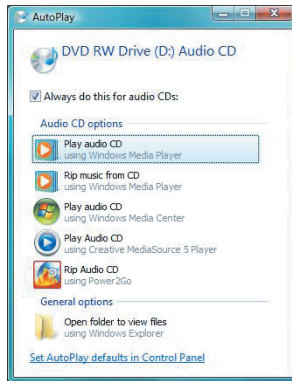 AutoPlay
DVD RW Drive (D:) Audio CD
Always do this for audio CDs:
Audio CD options
Play audio CD
using Windows Media Player
Rip music from CD
using Windows Media Player
Play audio CD
using Windows Media Center
Play Audio CD
using Creative MediaSource 5 Player
Rip Audio CD
using Power2Go
General options
Open folder to view files
using Windows Explorer
Set AutoPlay defaults in Control Panel